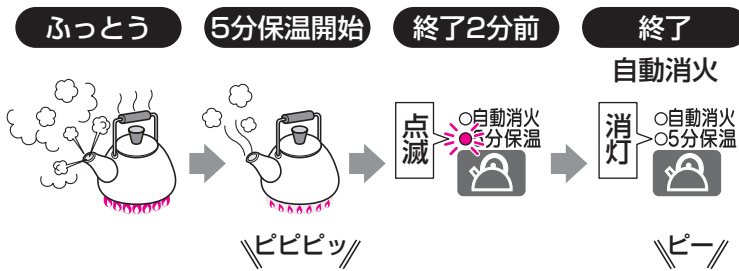 ふっとう
5分保温開始
終了2分前
終了
自動消火
点滅
○自動消火
5分保温
消灯
○自動消火
○5分保温
ピピピッ
ピー